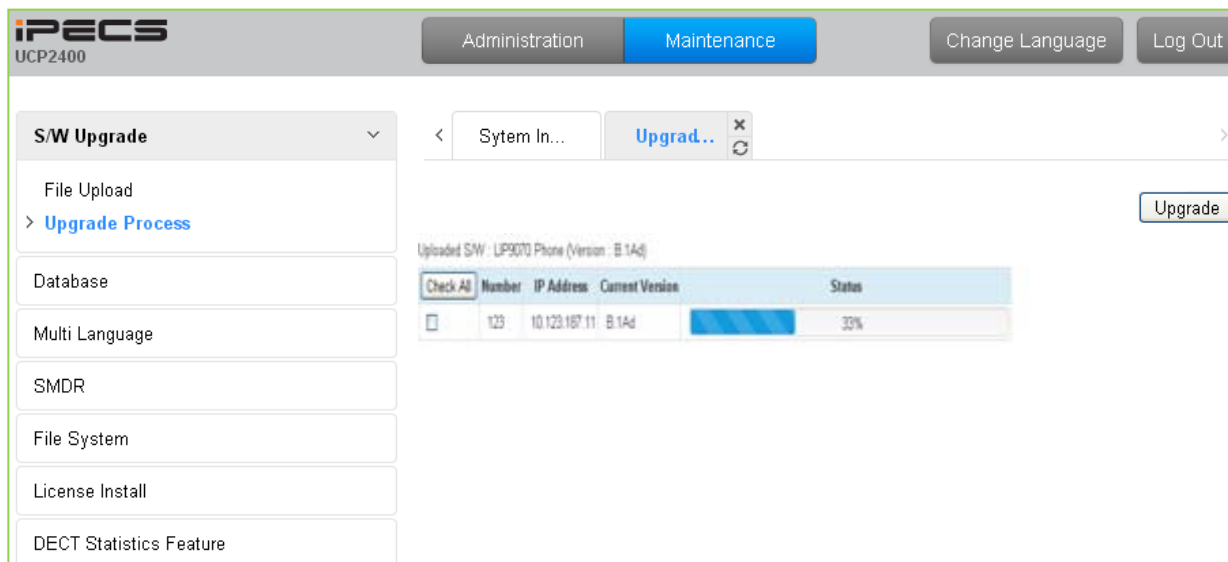 iPECS
UCP2400
Administration Maintenance Change Language Log Out
S/W Upgrade
Sytem In... Upgrad...
File Upload
Upgrade Process
Upgrade
Uploaded S/W : LIP9070 Phone (Version : B.1Ad)
Database
Check All Number IP Address Current Version Status
123 10.123.187.11 B.1Ad 33%
Multi Language
SMDR
File System
License Install
DECT Statistics Feature